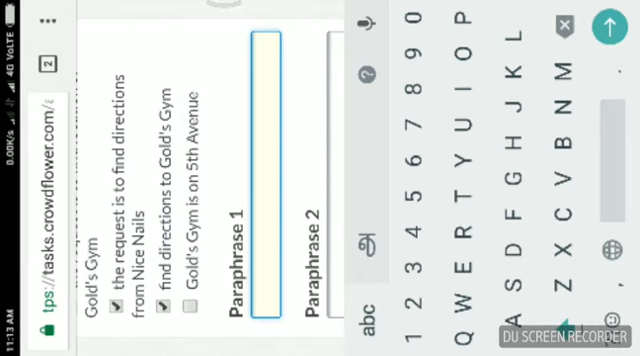 11:13 AM 0.00K/s 4G VoLTE
tps://tasks.crowdflower.com/
2
Gold's Gym
the request is to find directions
from Nice Nails
find directions to Gold's Gym
Gold's Gym is on 5th Avenue
Paraphrase 1
Paraphrase 2
abc அ ?
1 2 3 4 5 6 7 8 9 0
Q W E R T Y U I O P
A S D F G H J K L
Z X C V B N M
, .
DU SCREEN RECORDER